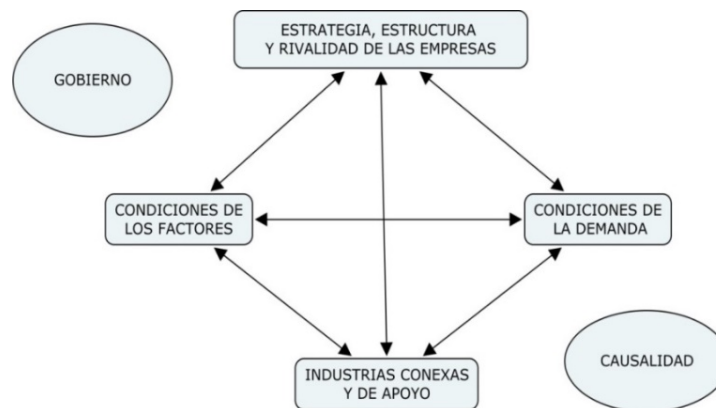 ESTRATEGIA, ESTRUCTURA
Y RIVALIDAD DE LAS EMPRESAS
GOBIERNO
CONDICIONES DE
LOS FACTORES
CONDICIONES DE
LA DEMANDA
INDUSTRIAS CONEXAS
Y DE APOYO
CAUSALIDAD